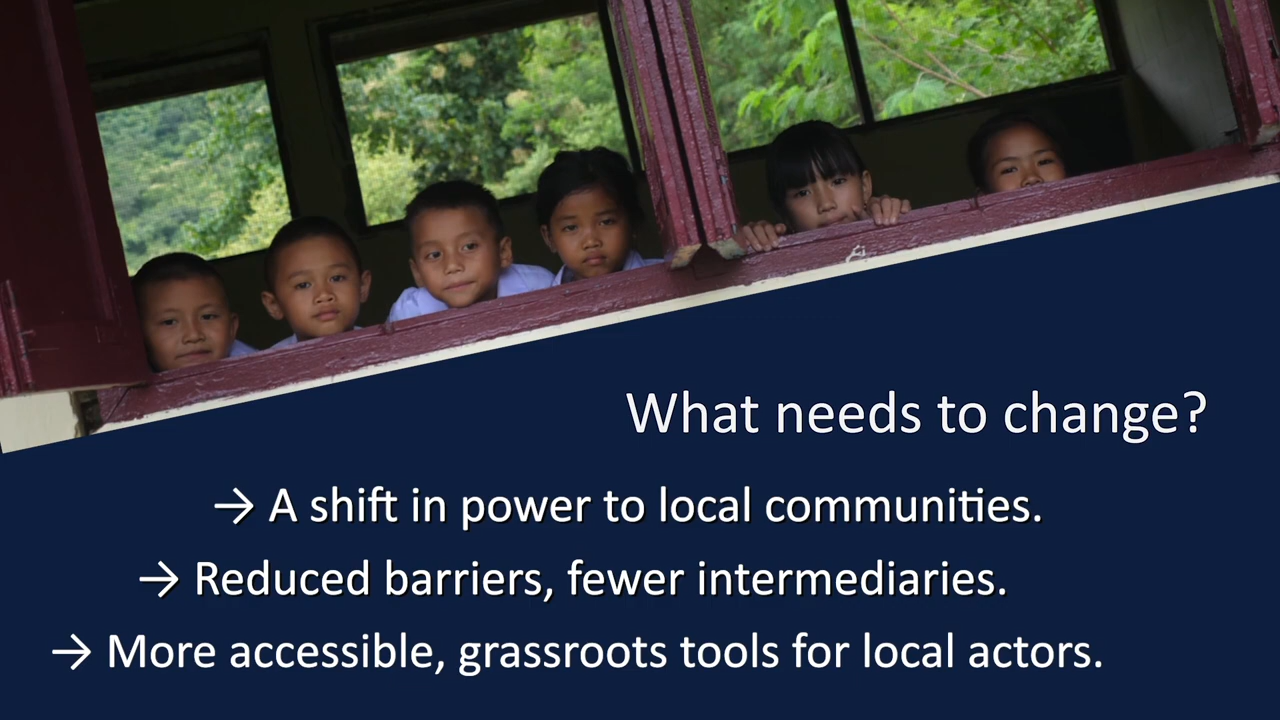 What needs to change?
→ A shift in power to local communities.
→ Reduced barriers, fewer intermediaries.
→ More accessible, grassroots tools for local actors.